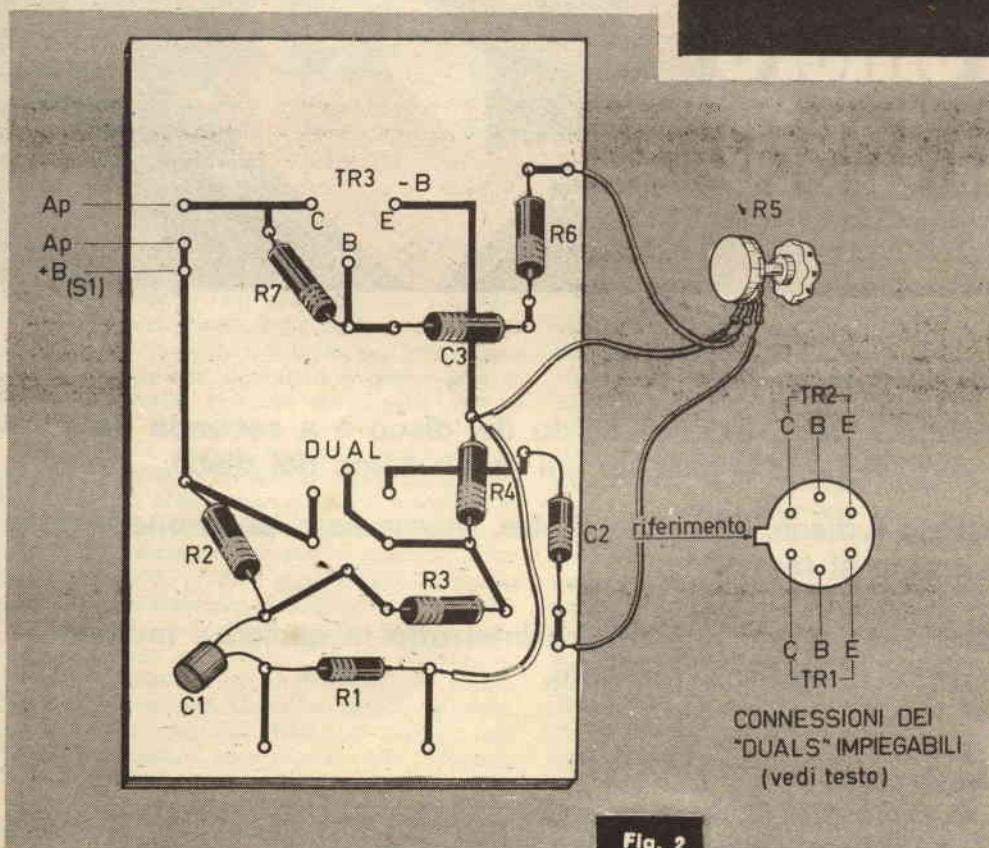 TR3
-B
Ap
C
E
R6
R5
Ap
B
+B
(S1)
R7
C3
TR2
C B E
DUAL
R4
C2
riferimento
R2
R3
C B E
TR1
C1
R1
CONNESSIONI DEI
"DUALS" IMPIEGABILI
(vedi testo)
Fig. 2